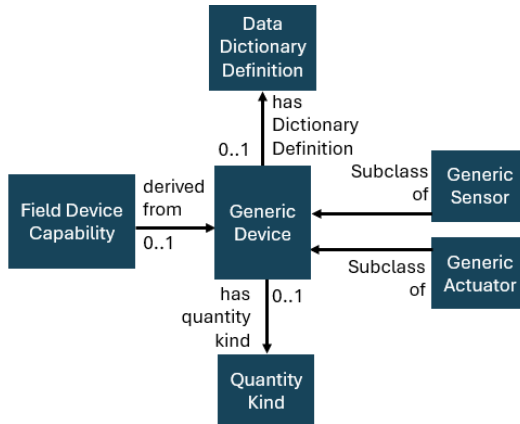 Data
Dictionary
Definition
has
Dictionary
Definition
0..1
Field Device
Capability
derived
from
0..1
Generic
Device
Subclass
of
Generic
Sensor
Subclass
of
Generic
Actuator
has
quantity
kind
0..1
Quantity
Kind